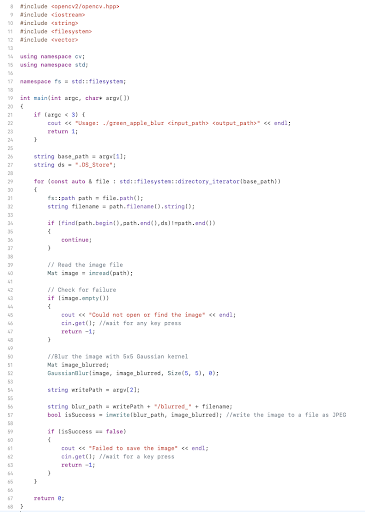 8 #include <opencv2/opencv.hpp>
9 #include <iostream>
10 #include <string>
11 #include <filesystem>
12 #include <vector>
13
14 using namespace cv;
15 using namespace std;
16
17 namespace fs = std::filesystem;
18
19 int main(int argc, char* argv[])
20 {
21 if (argc < 3) {
22 cout << "Usage: ./green_apple_blur <input_path> <output_path>" << endl;
23 return 1;
24 }
25
26 string base_path = argv[1];
27 string ds = ".DS_Store";
28
29 for (const auto & file : std::filesystem::directory_iterator(base_path))
30 {
31 fs::path path = file.path();
32 string filename = path.filename().string();
33
34 if (find(path.begin(),path.end(),ds)!=path.end())
35 {
36 continue;
37 }
38
39 // Read the image file
40 Mat image = imread(path);
41
42 // Check for failure
43 if (image.empty())
44 {
45 cout << "Could not open or find the image" << endl;
46 cin.get(); //wait for any key press
47 return -1;
48 }
49
50 //Blur the image with 5x5 Gaussian kernel
51 Mat image_blurred;
52 GaussianBlur(image, image_blurred, Size(5, 5), 0);
53
54 string writePath = argv[2];
55
56 string blur_path = writePath + "/blurred_" + filename;
57 bool isSuccess = imwrite(blur_path, image_blurred); //write the image to a file as JPEG
58
59 if (isSuccess == false)
60 {
61 cout << "Failed to save the image" << endl;
62 cin.get(); //wait for a key press
63 return -1;
64 }
65 }
66
67 return 0;
68 }